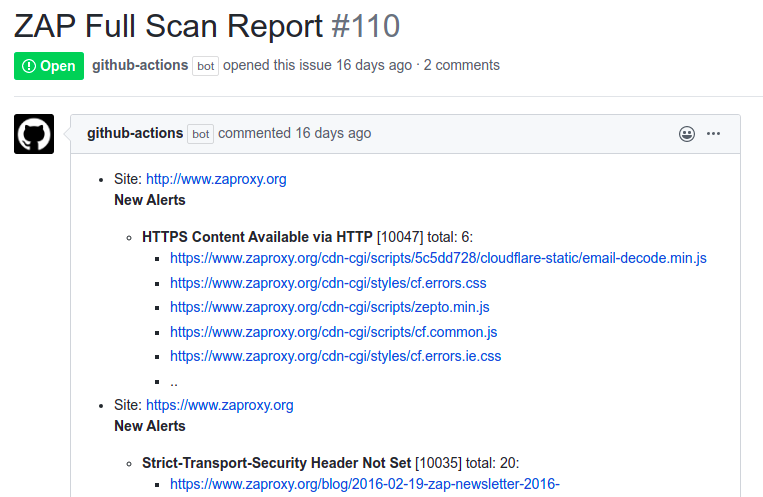 ZAP Full Scan Report #110
Open github-actions bot opened this issue 16 days ago · 2 comments
github-actions bot commented 16 days ago
Site: http://www.zaproxy.org
New Alerts
HTTPS Content Available via HTTP [10047] total: 6:
https://www.zaproxy.org/cdn-cgi/scripts/5c5dd728/cloudflare-static/email-decode.min.js
https://www.zaproxy.org/cdn-cgi/styles/cf.errors.css
https://www.zaproxy.org/cdn-cgi/scripts/zepto.min.js
https://www.zaproxy.org/cdn-cgi/scripts/cf.common.js
https://www.zaproxy.org/cdn-cgi/styles/cf.errors.ie.css
..
Site: https://www.zaproxy.org
New Alerts
Strict-Transport-Security Header Not Set [10035] total: 20:
https://www.zaproxy.org/blog/2016-02-19-zap-newsletter-2016-